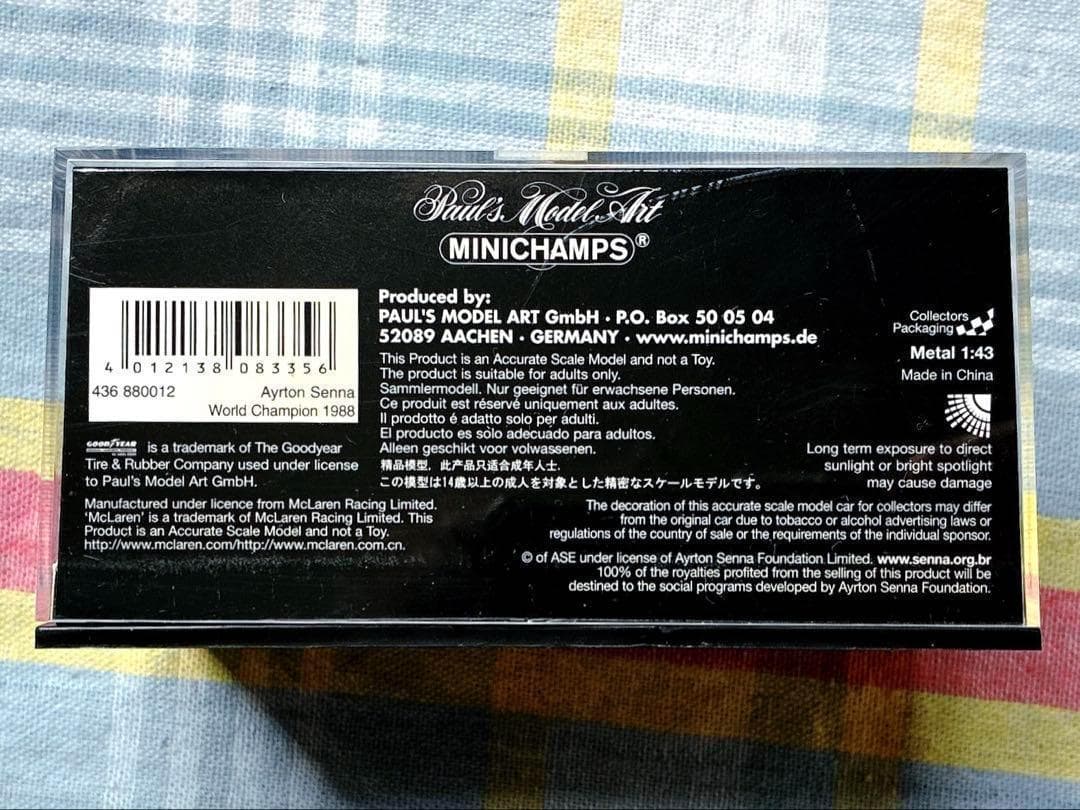 Paul's Model Art
MINICHAMPS®
4 012138 083356
436 880012
Ayrton Senna
World Champion 1988
GOOD YEAR is a trademark of The Goodyear
Tire & Rubber Company used under license
to Paul's Model Art GmbH.
Manufactured under licence from McLaren Racing Limited.
'McLaren' is a trademark of McLaren Racing Limited. This
Product is an Accurate Scale Model and not a Toy.
http://www.mclaren.com/http://www.mclaren.com.cn.
Produced by:
PAUL'S MODEL ART GmbH · P.O. Box 50 05 04
52089 AACHEN · GERMANY · www.minichamps.de
This Product is an Accurate Scale Model and not a Toy.
The product is suitable for adults only.
Sammlermodell. Nur geeignet für erwachsene Personen.
Ce produit est réservé uniquement aux adultes.
Il prodotto é adatto solo per adulti.
El producto es sólo adecuado para adultos.
Alleen geschikt voor volwassenen.
精品模型，此产品只适合成年人士.
この模型は14歳以上の成人を対象とした精密なスケールモデルです。
Collectors
Packaging
Metal 1:43
Made in China
Long term exposure to direct
sunlight or bright spotlight
may cause damage
The decoration of this accurate scale model car for collectors may differ
from the original car due to tobacco or alcohol advertising laws or
regulations of the country of sale or the requirements of the individual sponsor.
© of ASE under license of Ayrton Senna Foundation Limited. www.senna.org.br
100% of the royalties profited from the selling of this product will be
destined to the social programs developed by Ayrton Senna Foundation.